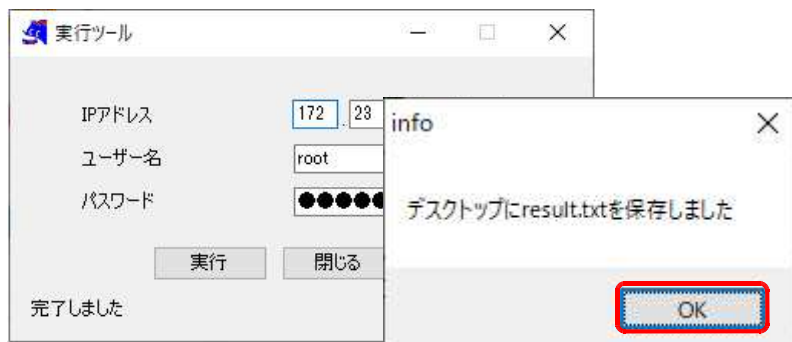 実行ツール
IPアドレス
172 . 23
ユーザー名
root
パスワード
●●●●●
実行
閉じる
完了しました
info
デスクトップにresult.txtを保存しました
OK